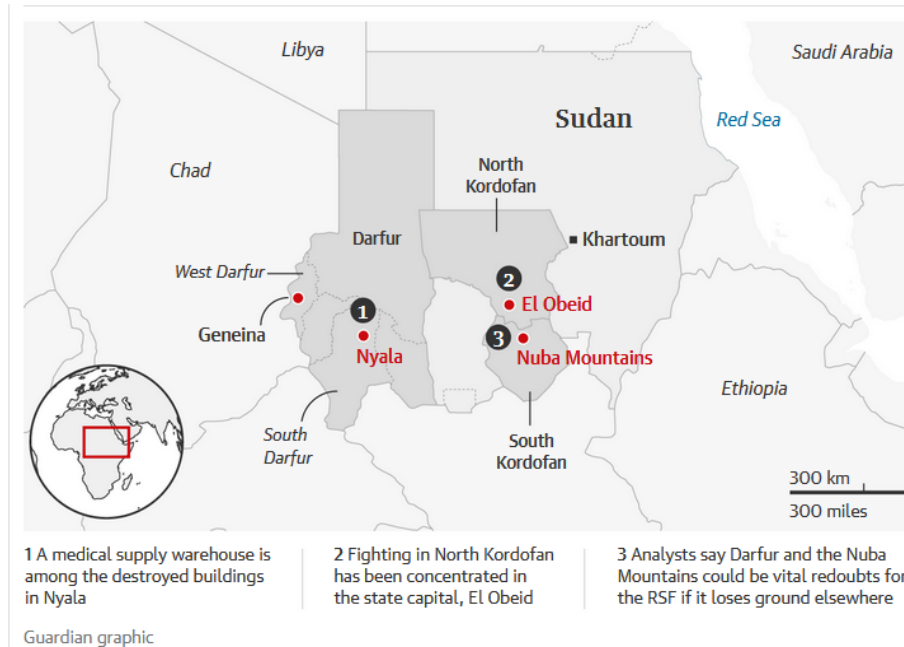 Libya
Saudi Arabia
Sudan
Red Sea
Chad
North
Kordofan
Darfur
Khartoum
West Darfur
2
El Obeid
Geneina
1
3
Nyala
Nuba Mountains
Ethiopia
South
Darfur
South
Kordofan
300 km
300 miles
1 A medical supply warehouse is
among the destroyed buildings
in Nyala
2 Fighting in North Kordofan
has been concentrated in
the state capital, El Obeid
3 Analysts say Darfur and the Nuba
Mountains could be vital redoubts for
the RSF if it loses ground elsewhere
Guardian graphic